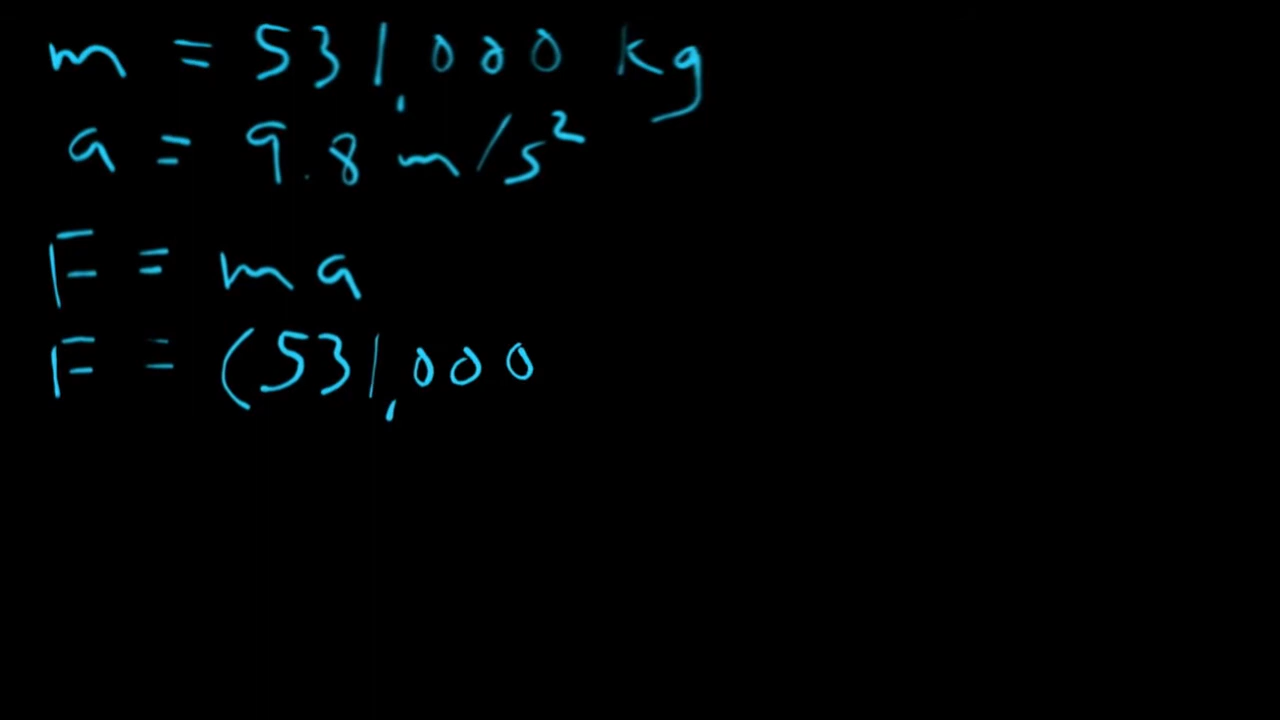 m = 531,000 kg
a = 9.8 m/s²
F = ma
F = (531,000